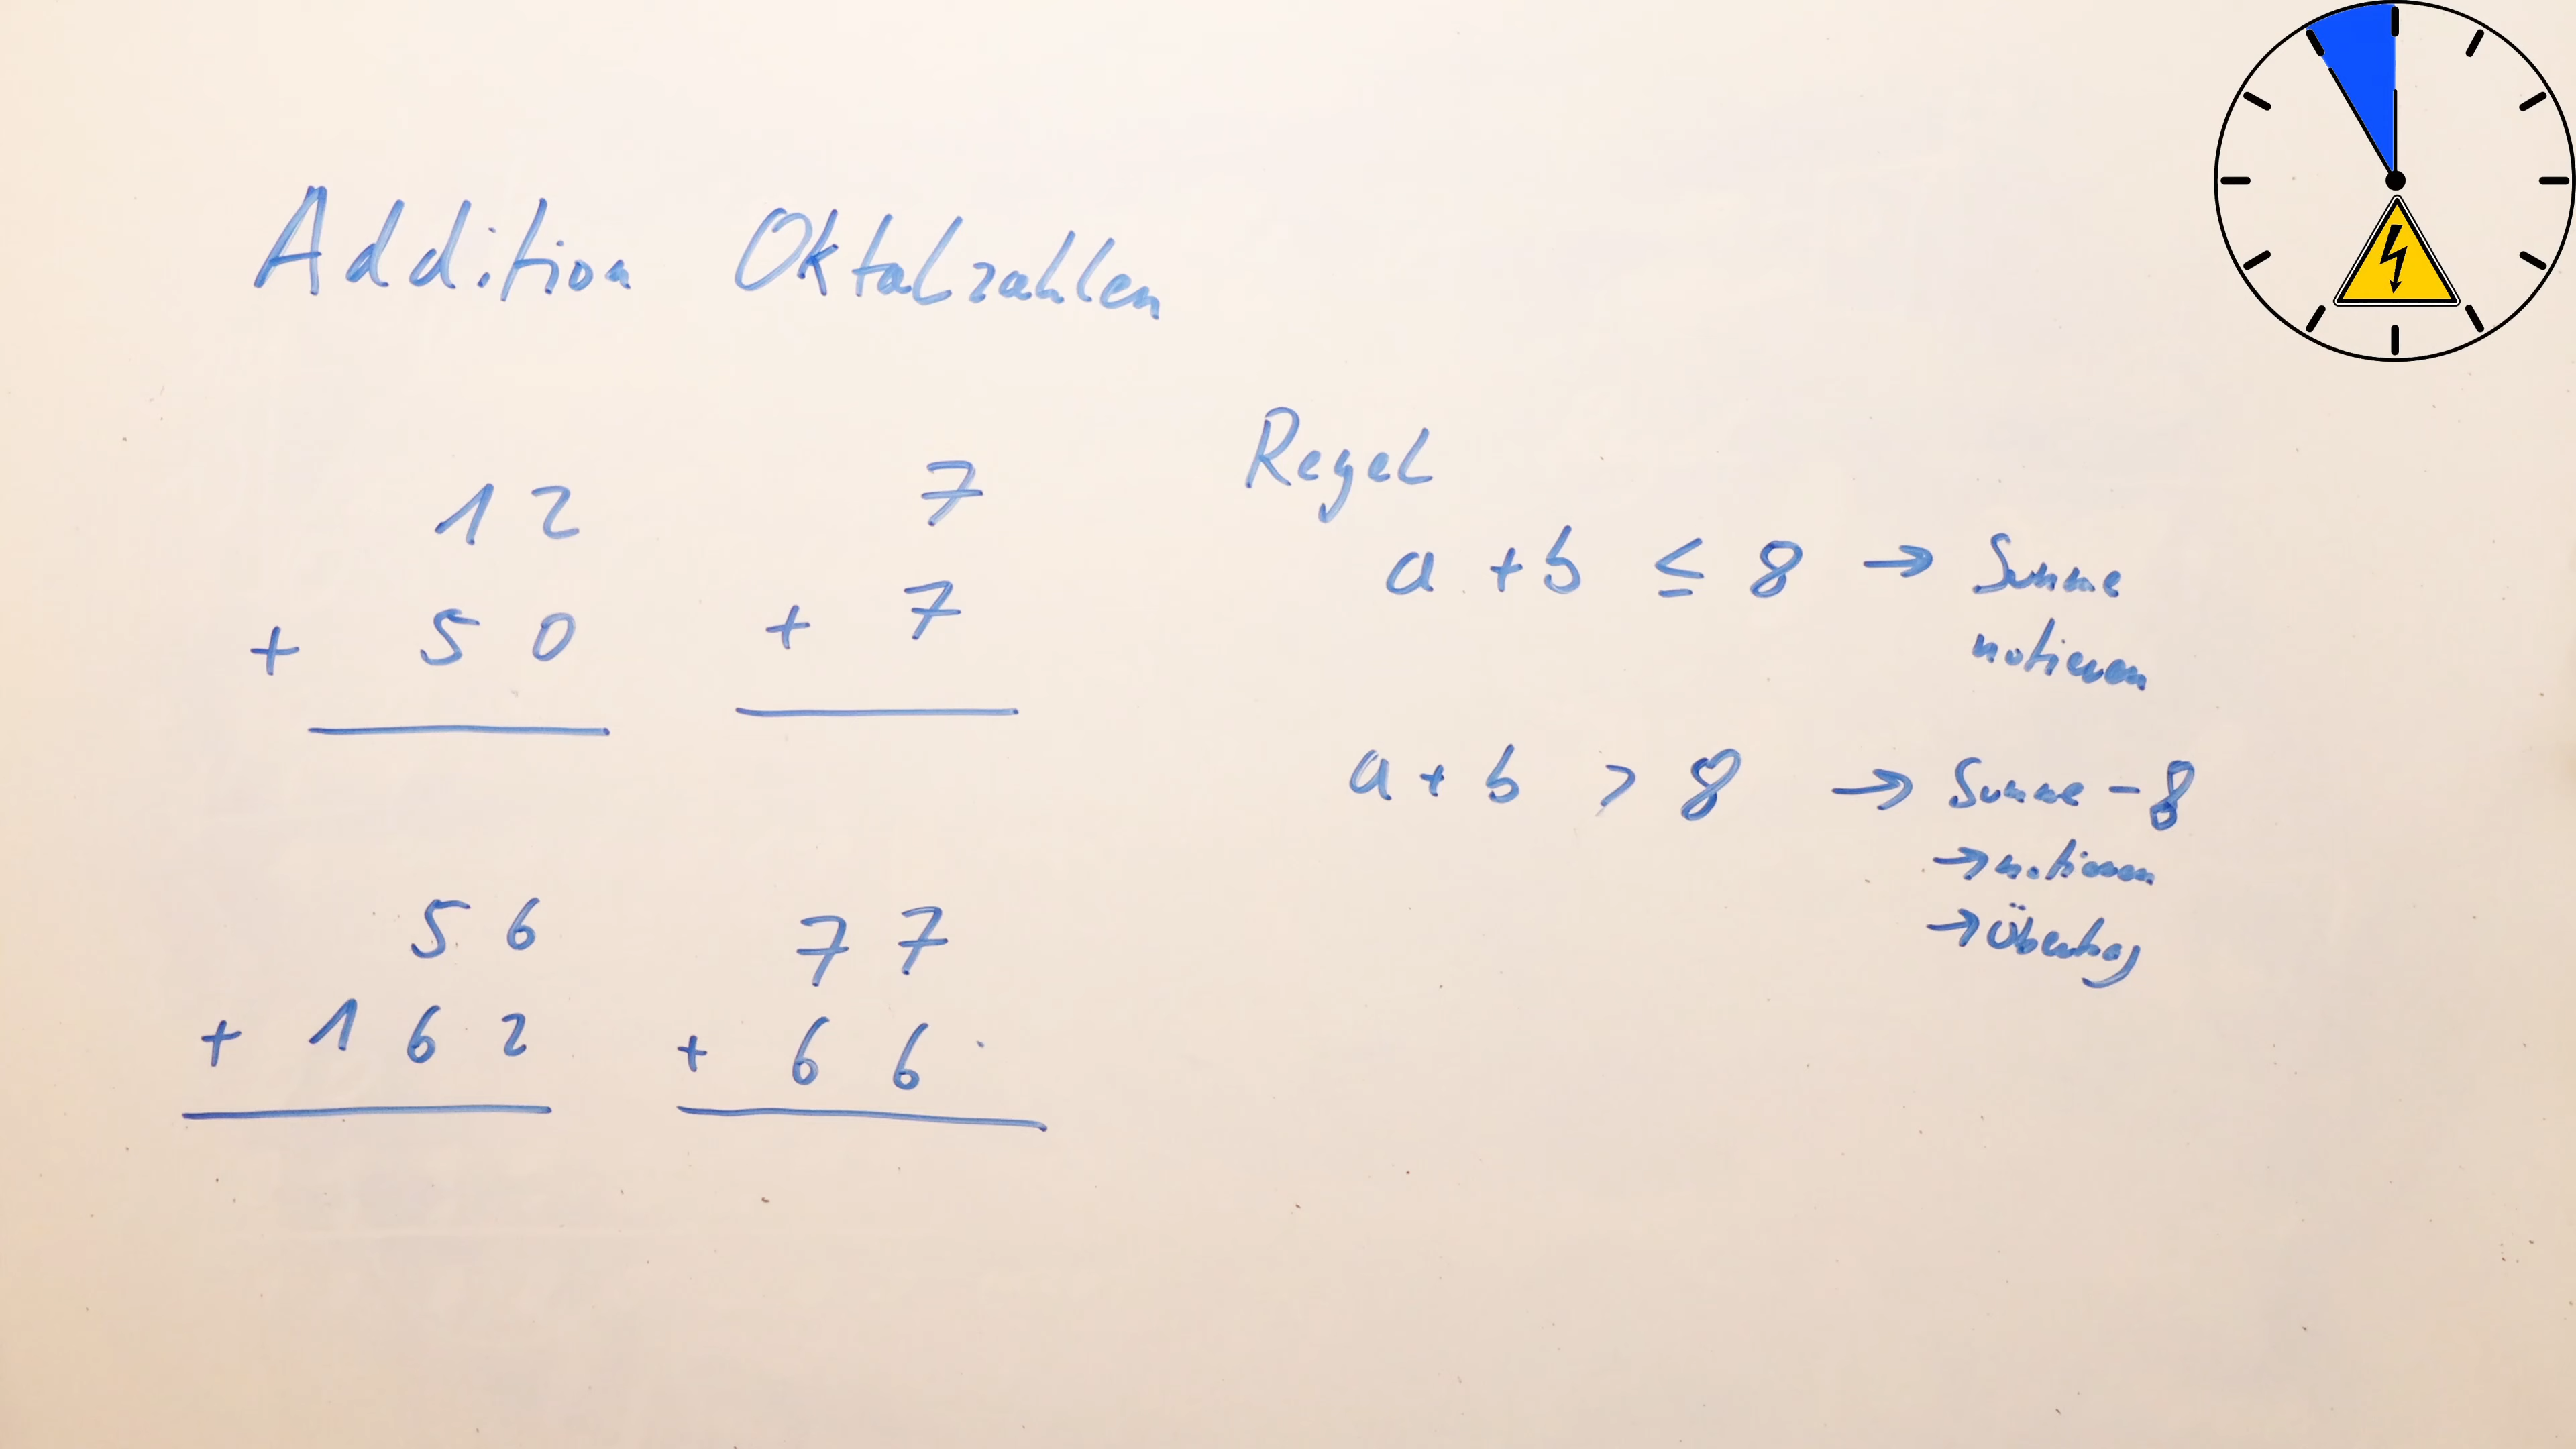 Addition Oktalzahlen
12
+ 50
7
+ 7
56
+ 162
77
+ 66
Regel
a + b ≤ 8 → Summe
notieren
a + b > 8 → Summe - 8
→ notieren
→ Übertrag